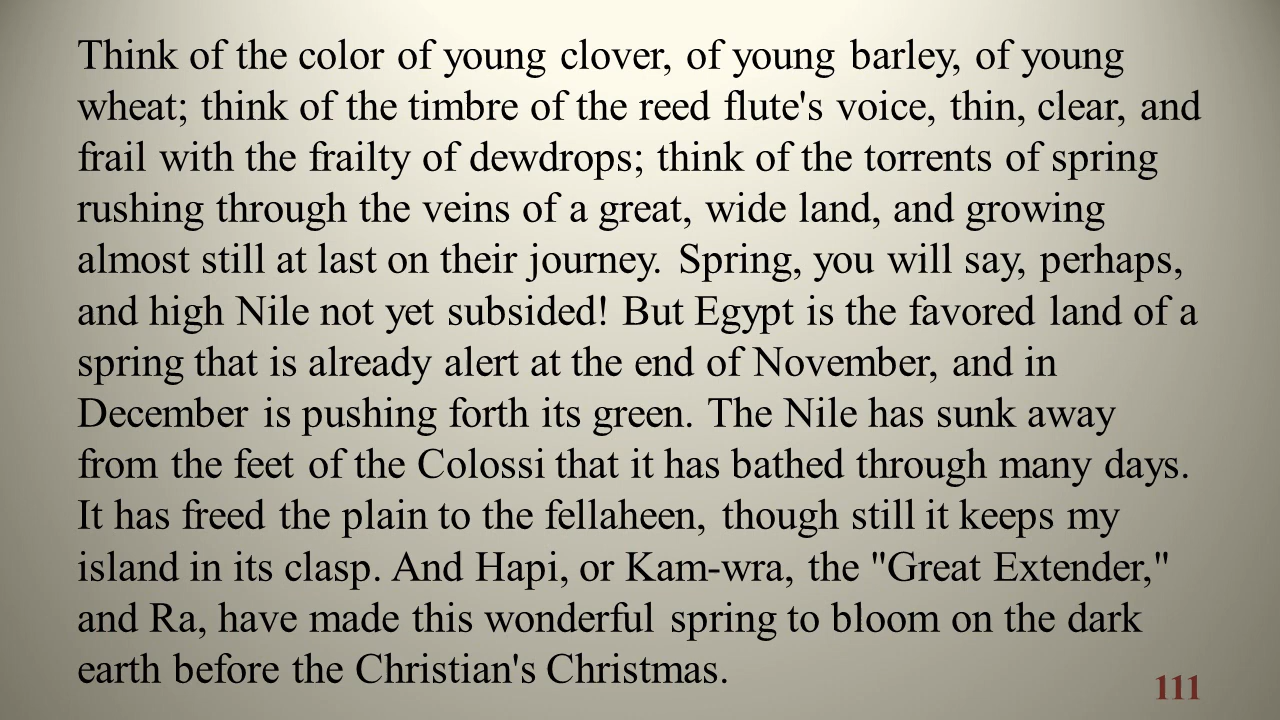 Think of the color of young clover, of young barley, of young
wheat; think of the timbre of the reed flute's voice, thin, clear, and
frail with the frailty of dewdrops; think of the torrents of spring
rushing through the veins of a great, wide land, and growing
almost still at last on their journey. Spring, you will say, perhaps,
and high Nile not yet subsided! But Egypt is the favored land of a
spring that is already alert at the end of November, and in
December is pushing forth its green. The Nile has sunk away
from the feet of the Colossi that it has bathed through many days.
It has freed the plain to the fellaheen, though still it keeps my
island in its clasp. And Hapi, or Kam-wra, the "Great Extender,"
and Ra, have made this wonderful spring to bloom on the dark
earth before the Christian's Christmas.
111